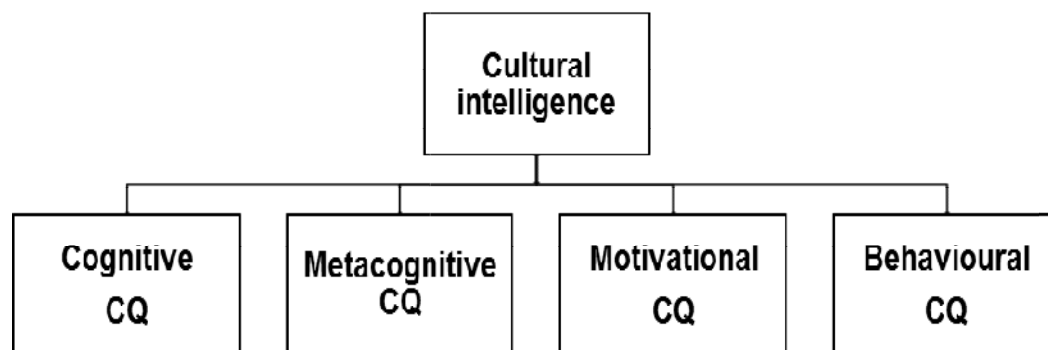 Cultural
intelligence
Cognitive
CQ
Metacognitive
CQ
Motivational
CQ
Behavioural
CQ